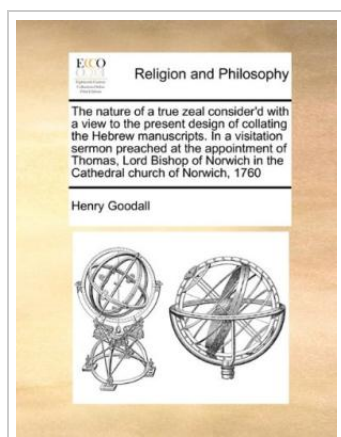 ECCO
Religion and Philosophy
The nature of a true zeal consider'd with
a view to the present design of collating
the Hebrew manuscripts. In a visitation
sermon preached at the appointment of
Thomas, Lord Bishop of Norwich in the
Cathedral church of Norwich, 1760
Henry Goodall